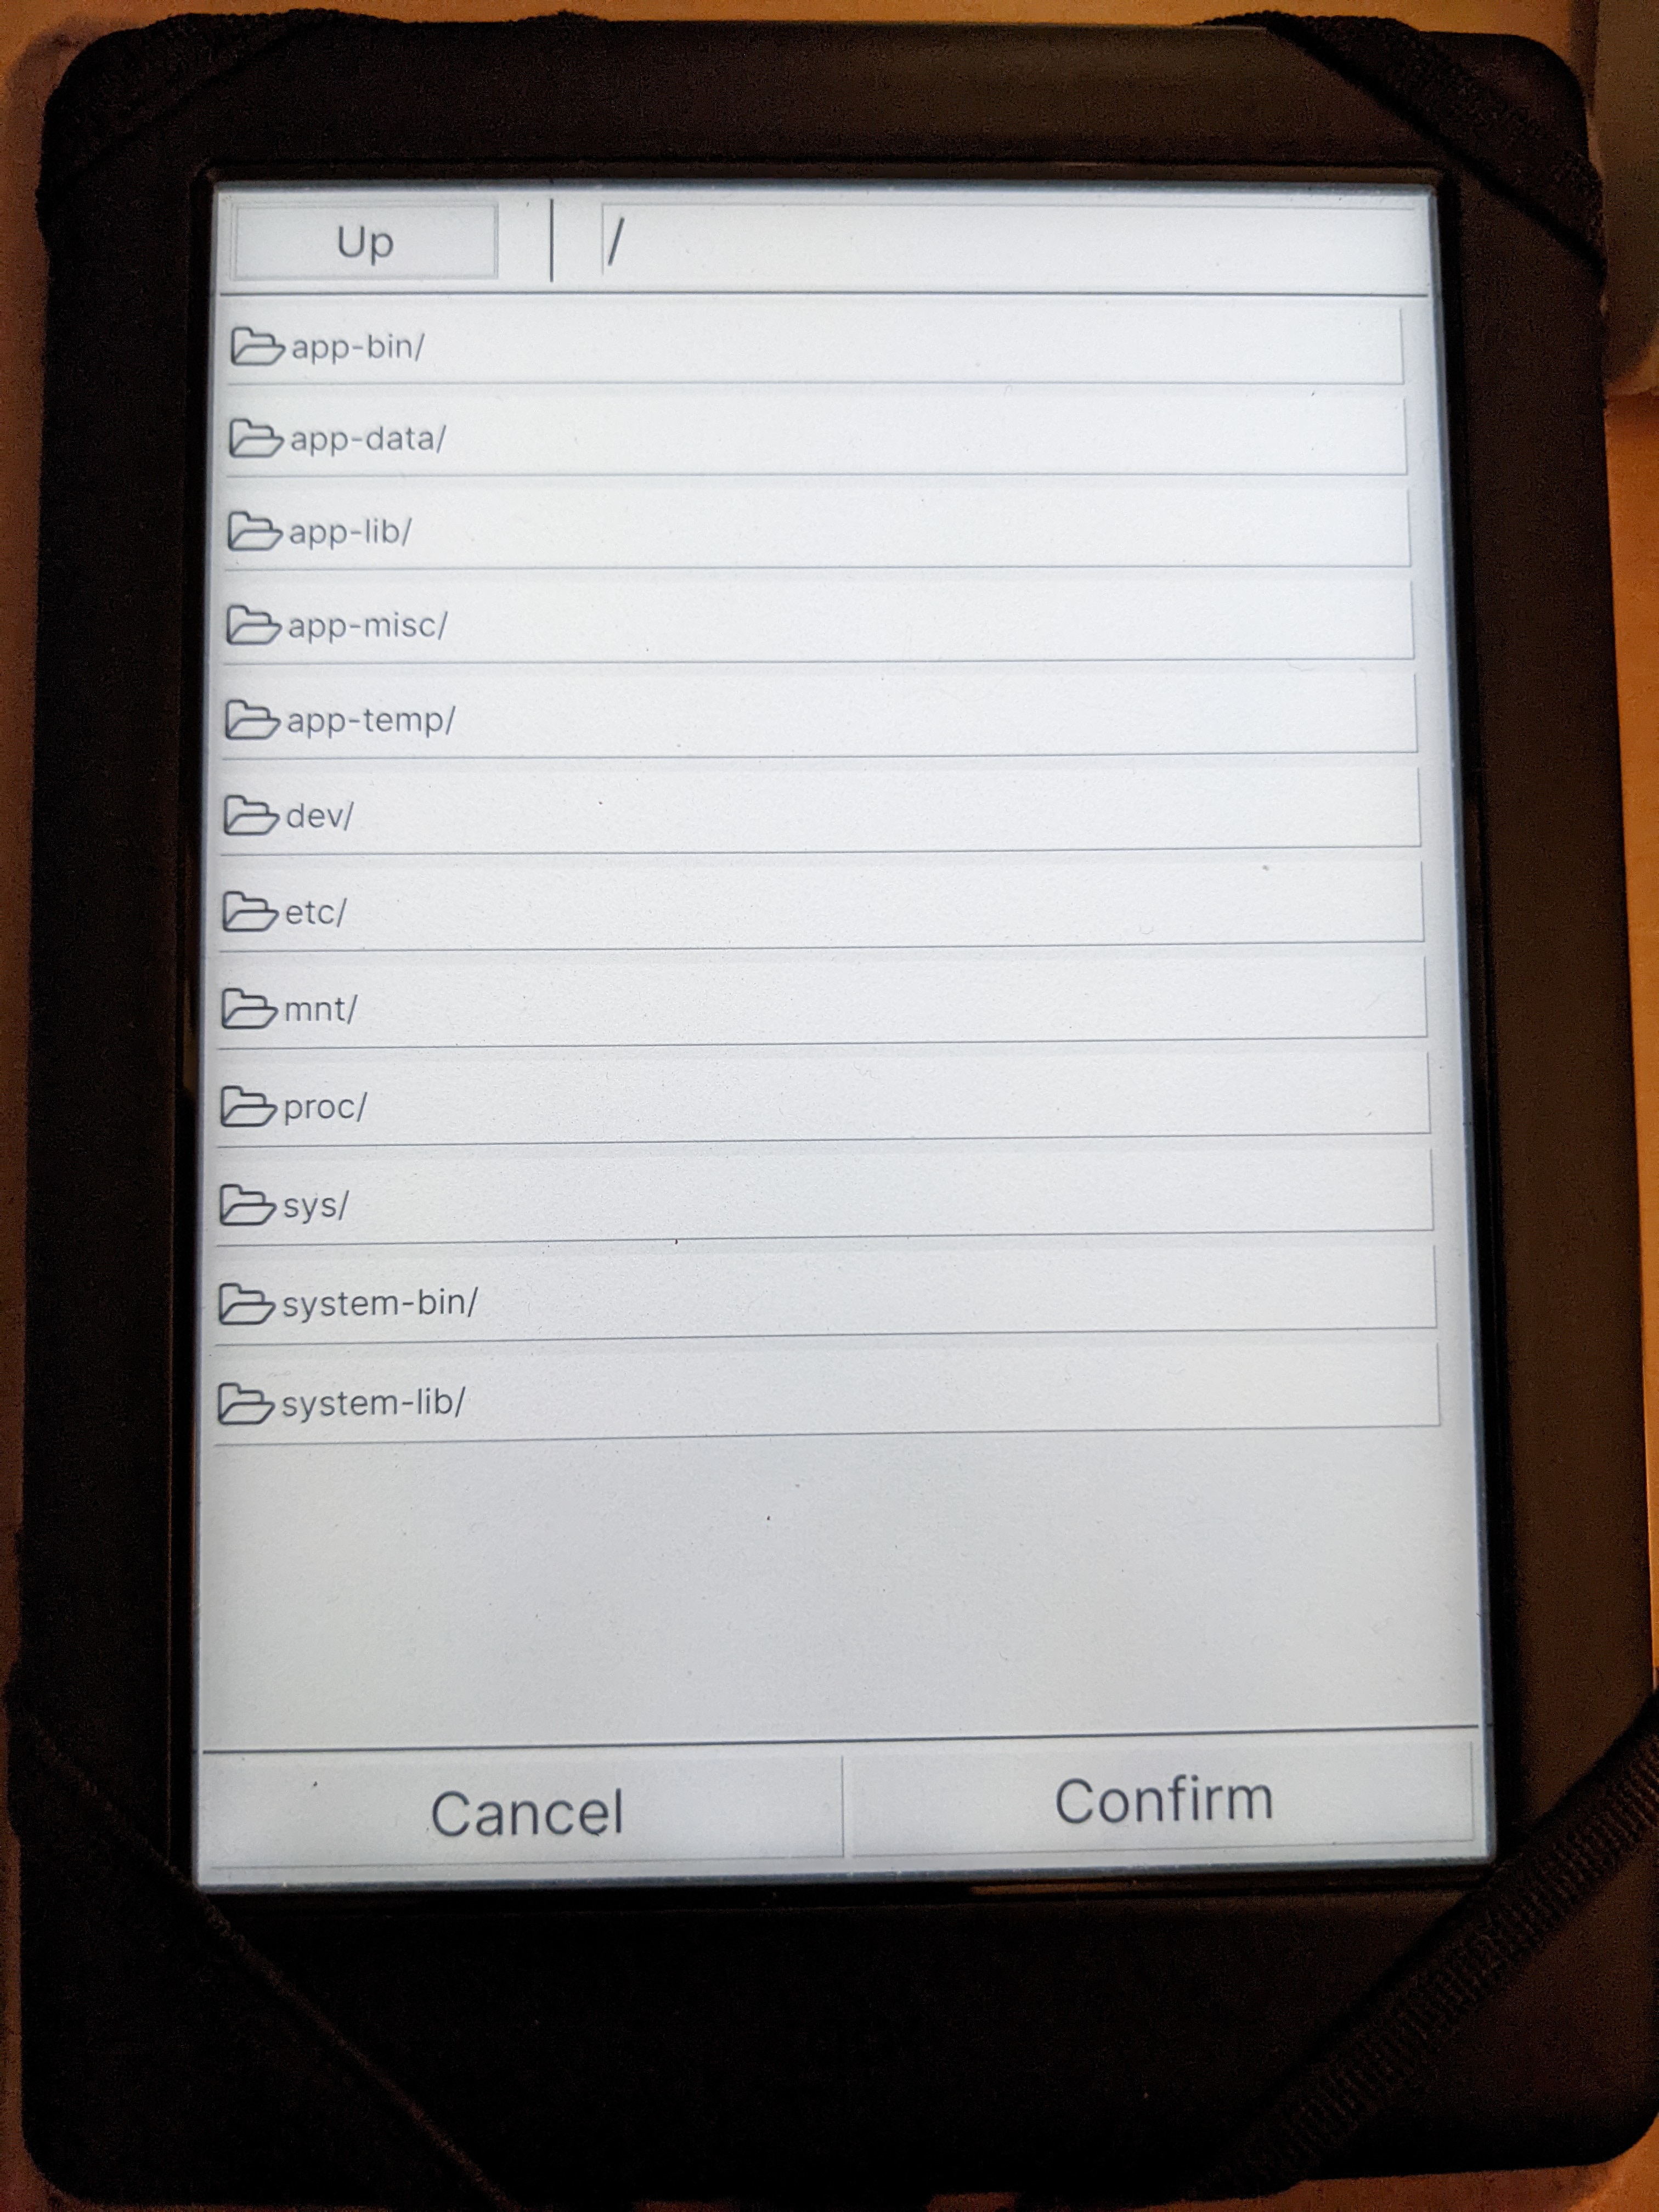 Up
/
app-bin/
app-data/
app-lib/
app-misc/
app-temp/
dev/
etc/
mnt/
proc/
sys/
system-bin/
system-lib/
Cancel
Confirm